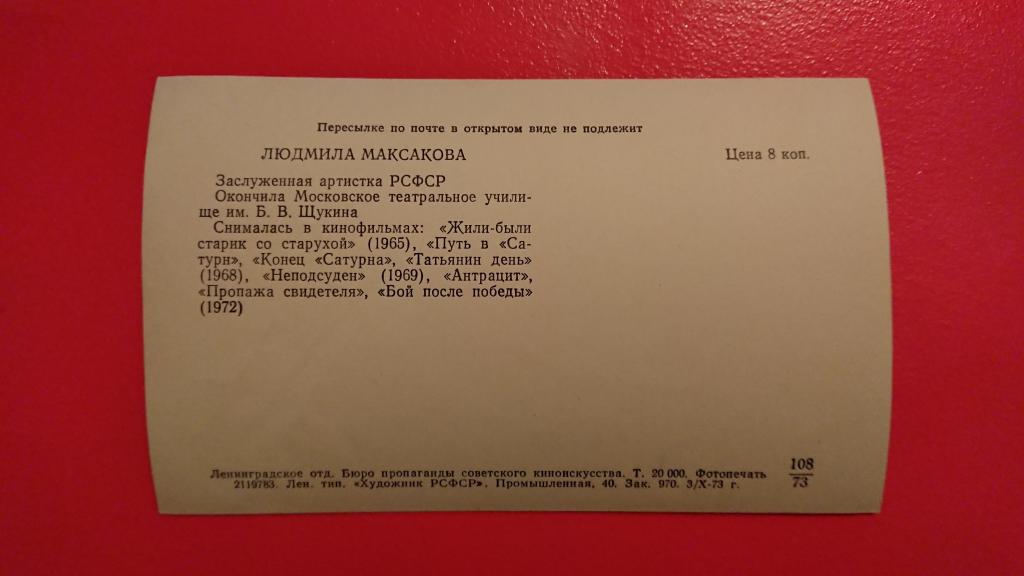 Пересылке по почте в открытом виде не подлежит
ЛЮДМИЛА МАКСАКОВА
Цена 8 коп.
Заслуженная артистка РСФСР
Окончила Московское театральное учили-
ще им. Б. В. Щукина
Снималась в кинофильмах: «Жили-были
старик со старухой» (1965), «Путь в «Са-
турн», «Конец «Сатурна», «Татьянин день»
(1968), «Неподсуден» (1969), «Антрацит»,
«Пропажа свидетеля», «Бой после победы»
(1972)
Ленинградское отд. Бюро пропаганды советского киноискусства. Т. 20 000. Фотопечать
2119783. Лен. тип. «Художник РСФСР». Промышленная, 40. Зак. 970. 3/X-73 г.
108
73